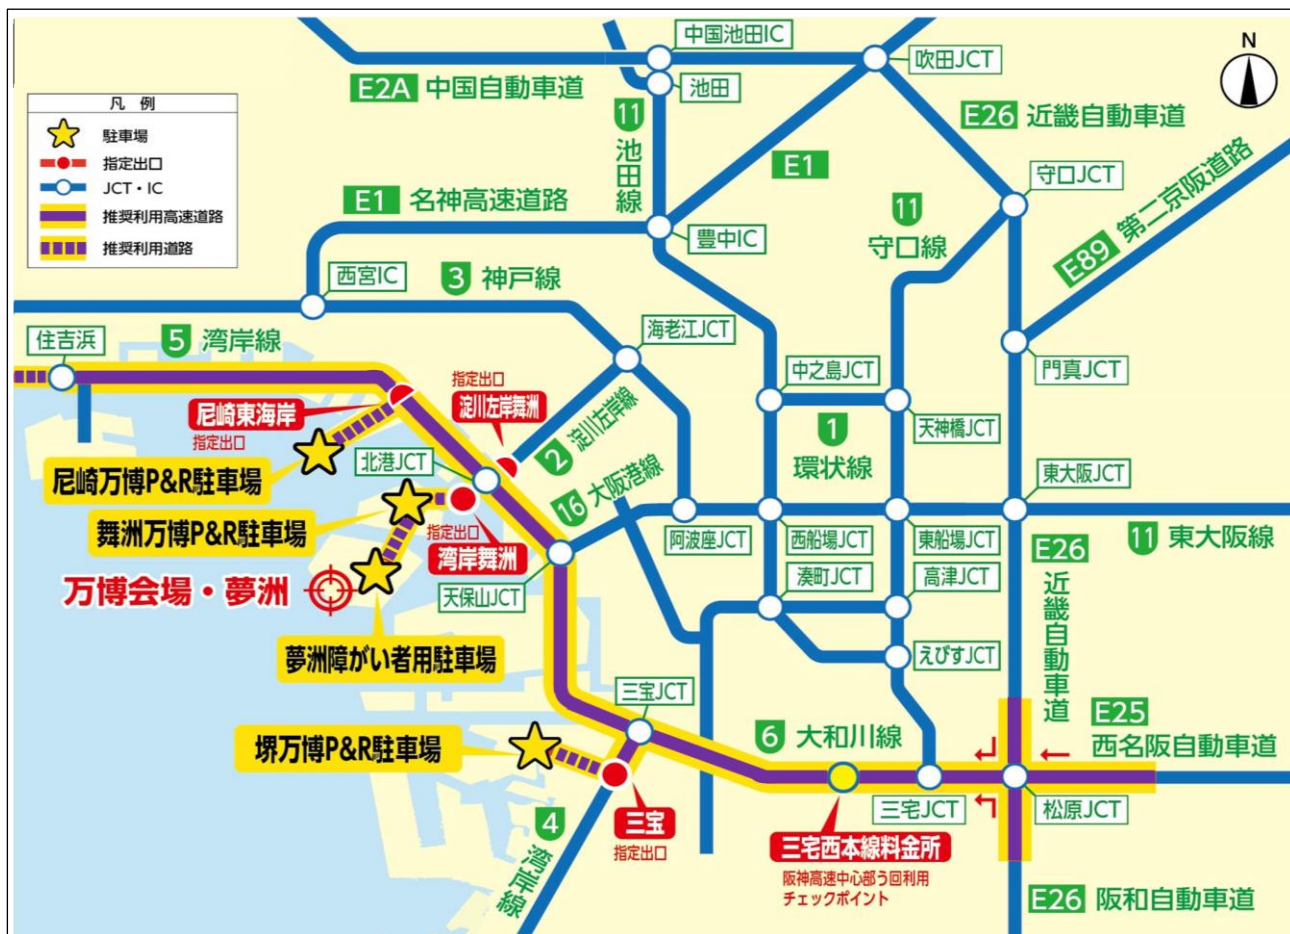 中国池田IC
吹田JCT
N
E2A 中国自動車道
池田
凡 例
駐車場
指定出口
JCT・IC
推奨利用高速道路
推奨利用道路
11 池田線
E26 近畿自動車道
E1
守口JCT
E1 名神高速道路
豊中IC
11 守口線
E89 第二京阪道路
西宮IC
3 神戸線
住吉浜
5 湾岸線
海老江JCT
中之島JCT
門真JCT
指定出口
淀川左岸舞洲
尼崎東海岸
指定出口
2 淀川左岸線
1
環状線
天神橋JCT
尼崎万博P&R駐車場
北港JCT
16 大阪港線
東大阪JCT
舞洲万博P&R駐車場
指定出口
湾岸舞洲
阿波座JCT
西船場JCT
東船場JCT
E26
近畿自動車道
11 東大阪線
万博会場・夢洲
天保山JCT
湊町JCT
高津JCT
夢洲障がい者用駐車場
えびすJCT
三宝JCT
E25
西名阪自動車道
堺万博P&R駐車場
6 大和川線
三宝
指定出口
三宅JCT
松原JCT
4
湾岸線
三宅西本線料金所
阪神高速中心部う回利用
チェックポイント
E26 阪和自動車道